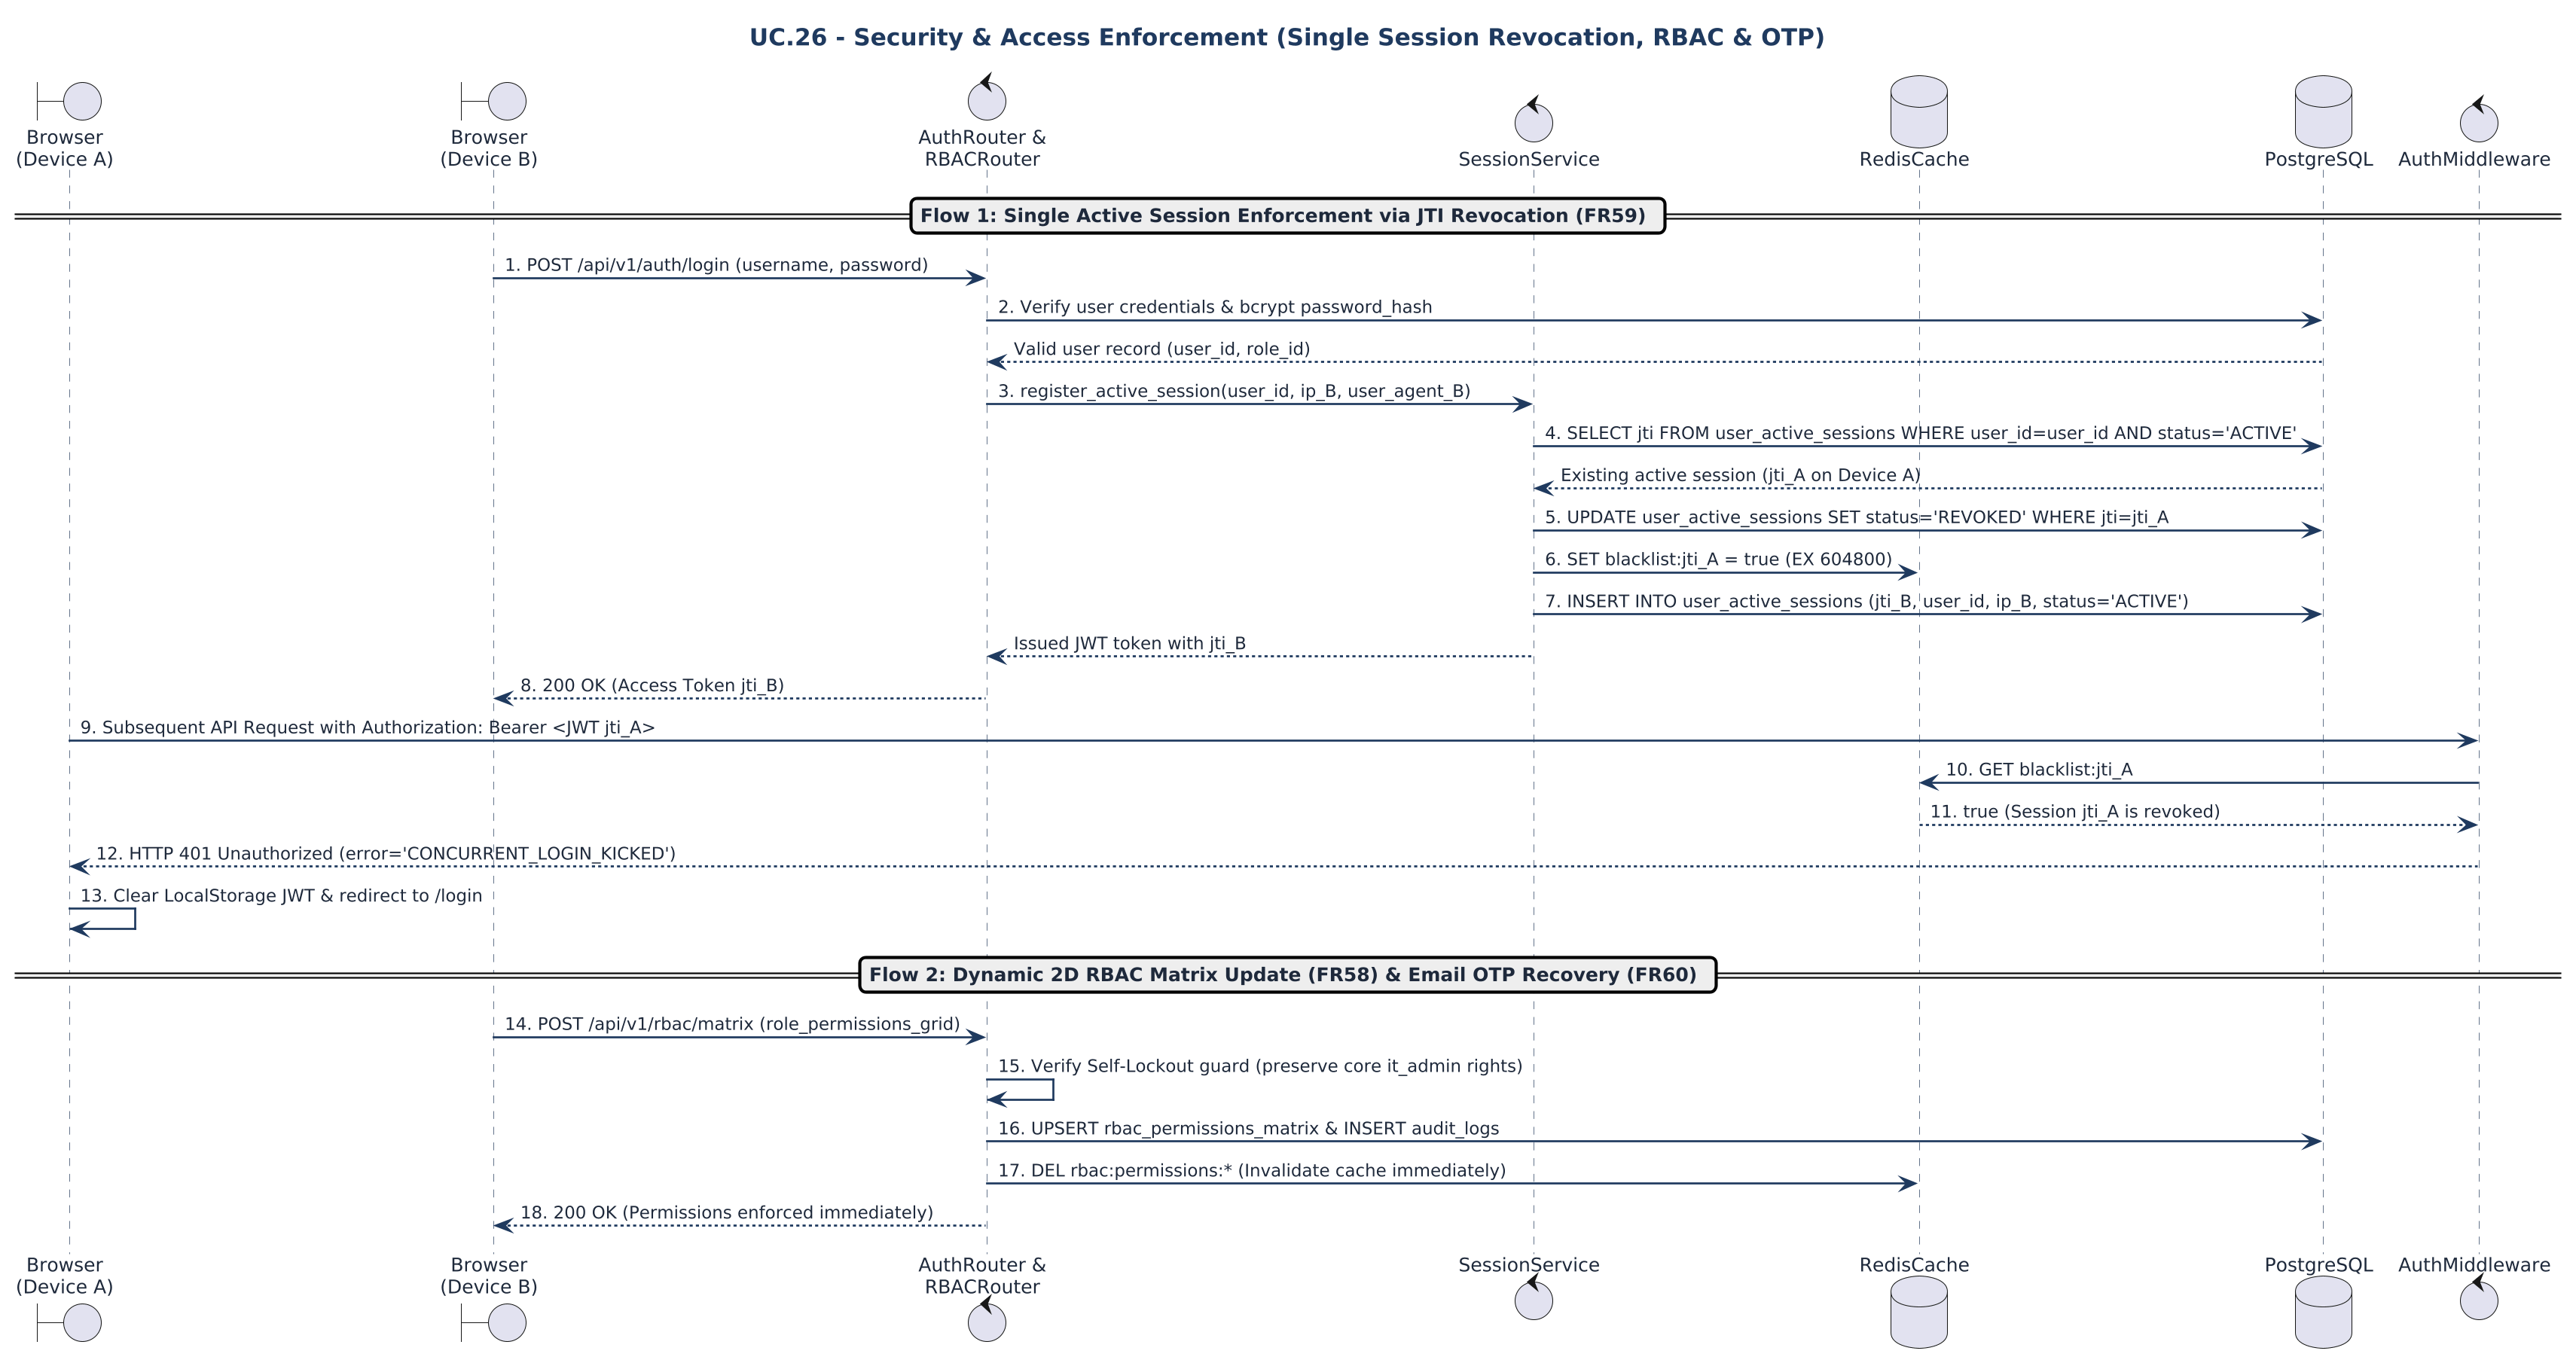 UC.26 - Security & Access Enforcement (Single Session Revocation, RBAC & OTP)
Browser
(Device A)
Browser
(Device B)
AuthRouter &
RBACRouter
SessionService
RedisCache
PostgreSQL
AuthMiddleware
Flow 1: Single Active Session Enforcement via JTI Revocation (FR59)
1. POST /api/v1/auth/login (username, password)
2. Verify user credentials & bcrypt password_hash
Valid user record (user_id, role_id)
3. register_active_session(user_id, ip_B, user_agent_B)
4. SELECT jti FROM user_active_sessions WHERE user_id=user_id AND status='ACTIVE'
Existing active session (jti_A on Device A)
5. UPDATE user_active_sessions SET status='REVOKED' WHERE jti=jti_A
6. SET blacklist:jti_A = true (EX 604800)
7. INSERT INTO user_active_sessions (jti_B, user_id, ip_B, status='ACTIVE')
Issued JWT token with jti_B
8. 200 OK (Access Token jti_B)
9. Subsequent API Request with Authorization: Bearer <JWT jti_A>
10. GET blacklist:jti_A
11. true (Session jti_A is revoked)
12. HTTP 401 Unauthorized (error='CONCURRENT_LOGIN_KICKED')
13. Clear LocalStorage JWT & redirect to /login
Flow 2: Dynamic 2D RBAC Matrix Update (FR58) & Email OTP Recovery (FR60)
14. POST /api/v1/rbac/matrix (role_permissions_grid)
15. Verify Self-Lockout guard (preserve core it_admin rights)
16. UPSERT rbac_permissions_matrix & INSERT audit_logs
17. DEL rbac:permissions:* (Invalidate cache immediately)
18. 200 OK (Permissions enforced immediately)
Browser
(Device A)
Browser
(Device B)
AuthRouter &
RBACRouter
SessionService
RedisCache
PostgreSQL
AuthMiddleware